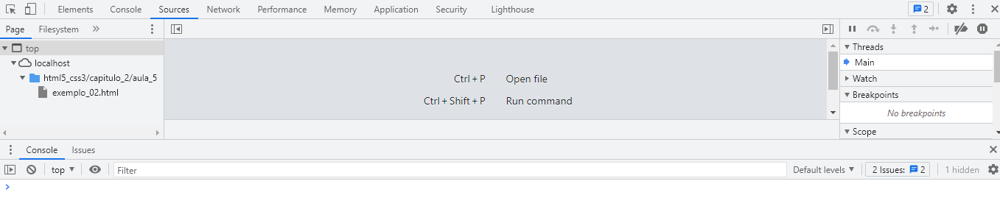 Elements Console Sources Network Performance Memory Application Security Lighthouse 2
Page Filesystem
top
Threads
localhost
Main
html5_css3/capitulo_2/aula_5
Ctrl + P Open file
Watch
exemplo_02.html
Breakpoints
Ctrl + Shift + P Run command
No breakpoints
Scope
Console Issues
top Filter Default levels 2 Issues: 2 1 hidden